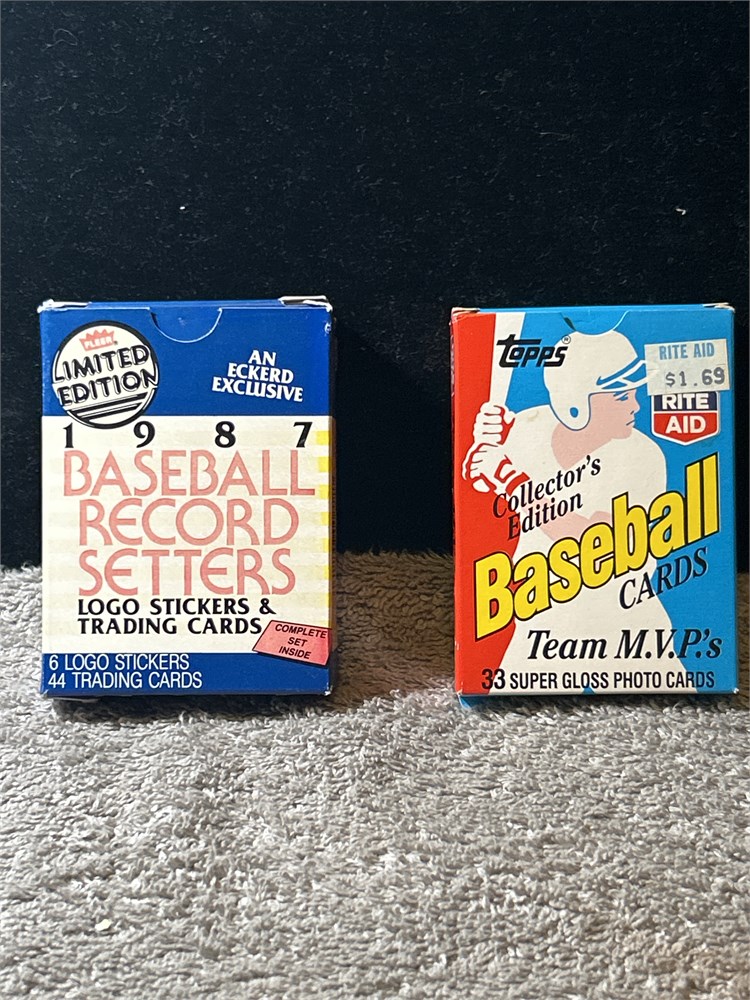 FLEER
LIMITED
EDITION
AN
ECKERD
EXCLUSIVE
1987
BASEBALL
RECORD
SETTERS
LOGO STICKERS &
TRADING CARDS
COMPLETE
SET
INSIDE
6 LOGO STICKERS
44 TRADING CARDS
topps®
RITE AID
$1.69
RITE
AID
Collector's
Edition
Baseball
CARDS
Team M.V.P.'s
33 SUPER GLOSS PHOTO CARDS